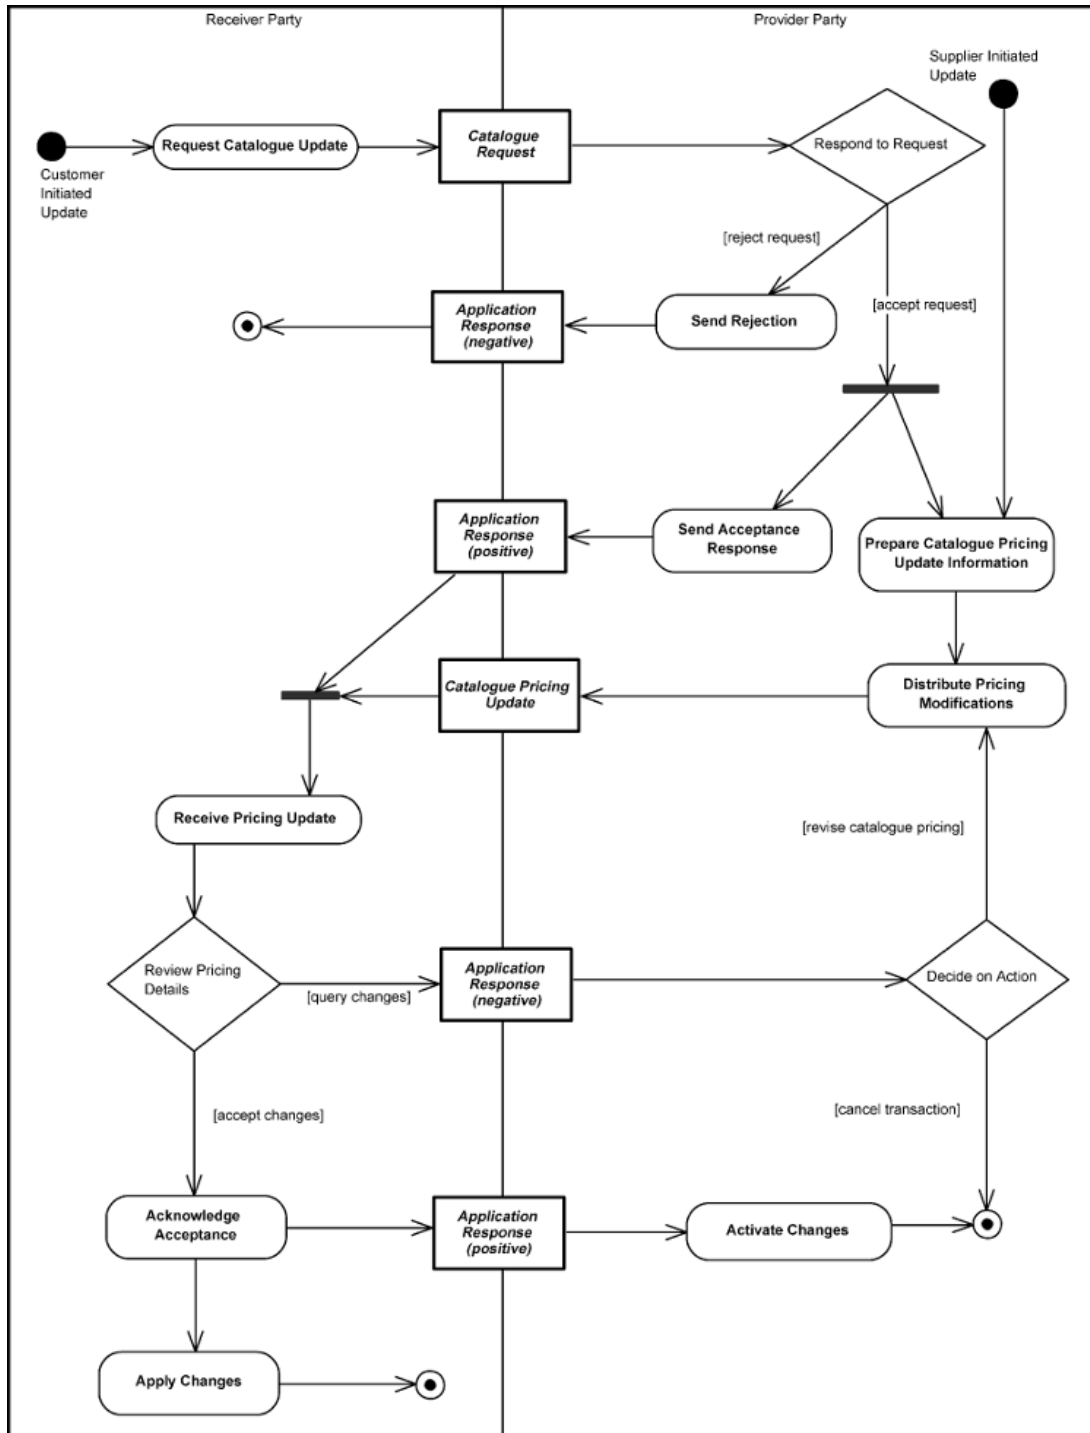 Receiver Party
Provider Party
Supplier Initiated
Update
Customer
Initiated
Update
Request Catalogue Update
Catalogue
Request
Respond to Request
[reject request]
[accept request]
Application
Response
(negative)
Send Rejection
Application
Response
(positive)
Send Acceptance
Response
Prepare Catalogue Pricing
Update Information
Catalogue Pricing
Update
Distribute Pricing
Modifications
Receive Pricing Update
[revise catalogue pricing]
Review Pricing
Details
[query changes]
Application
Response
(negative)
Decide on Action
[accept changes]
[cancel transaction]
Acknowledge
Acceptance
Application
Response
(positive)
Activate Changes
Apply Changes